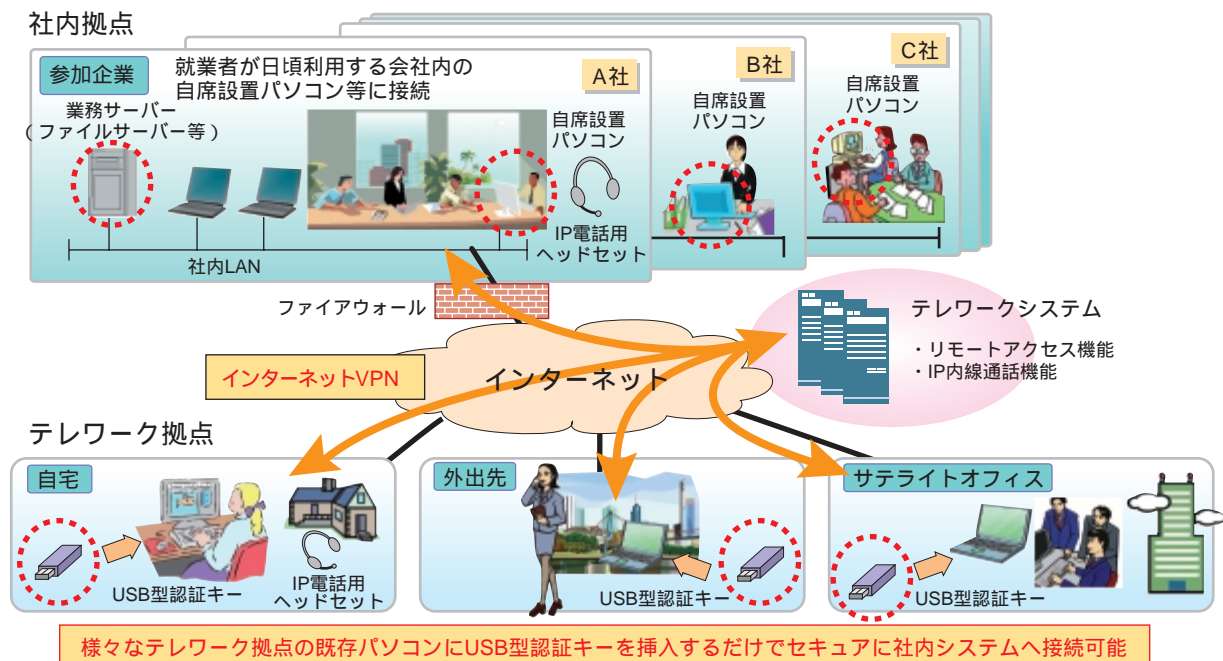 社内拠点
参加企業
就業者が日頃利用する会社内の
自席設置パソコン等に接続
A社
B社
C社
業務サーバー
(ファイルサーバー等)
自席設置
パソコン
自席設置
パソコン
自席設置
パソコン
IP電話用
ヘッドセット
社内LAN
ファイアウォール
テレワークシステム
・リモートアクセス機能
・IP内線通話機能
インターネットVPN
インターネット
テレワーク拠点
自宅
USB型認証キー
IP電話用
ヘッドセット
外出先
USB型認証キー
サテライトオフィス
USB型認証キー
様々なテレワーク拠点の既存パソコンにUSB型認証キーを挿入するだけでセキュアに社内システムへ接続可能